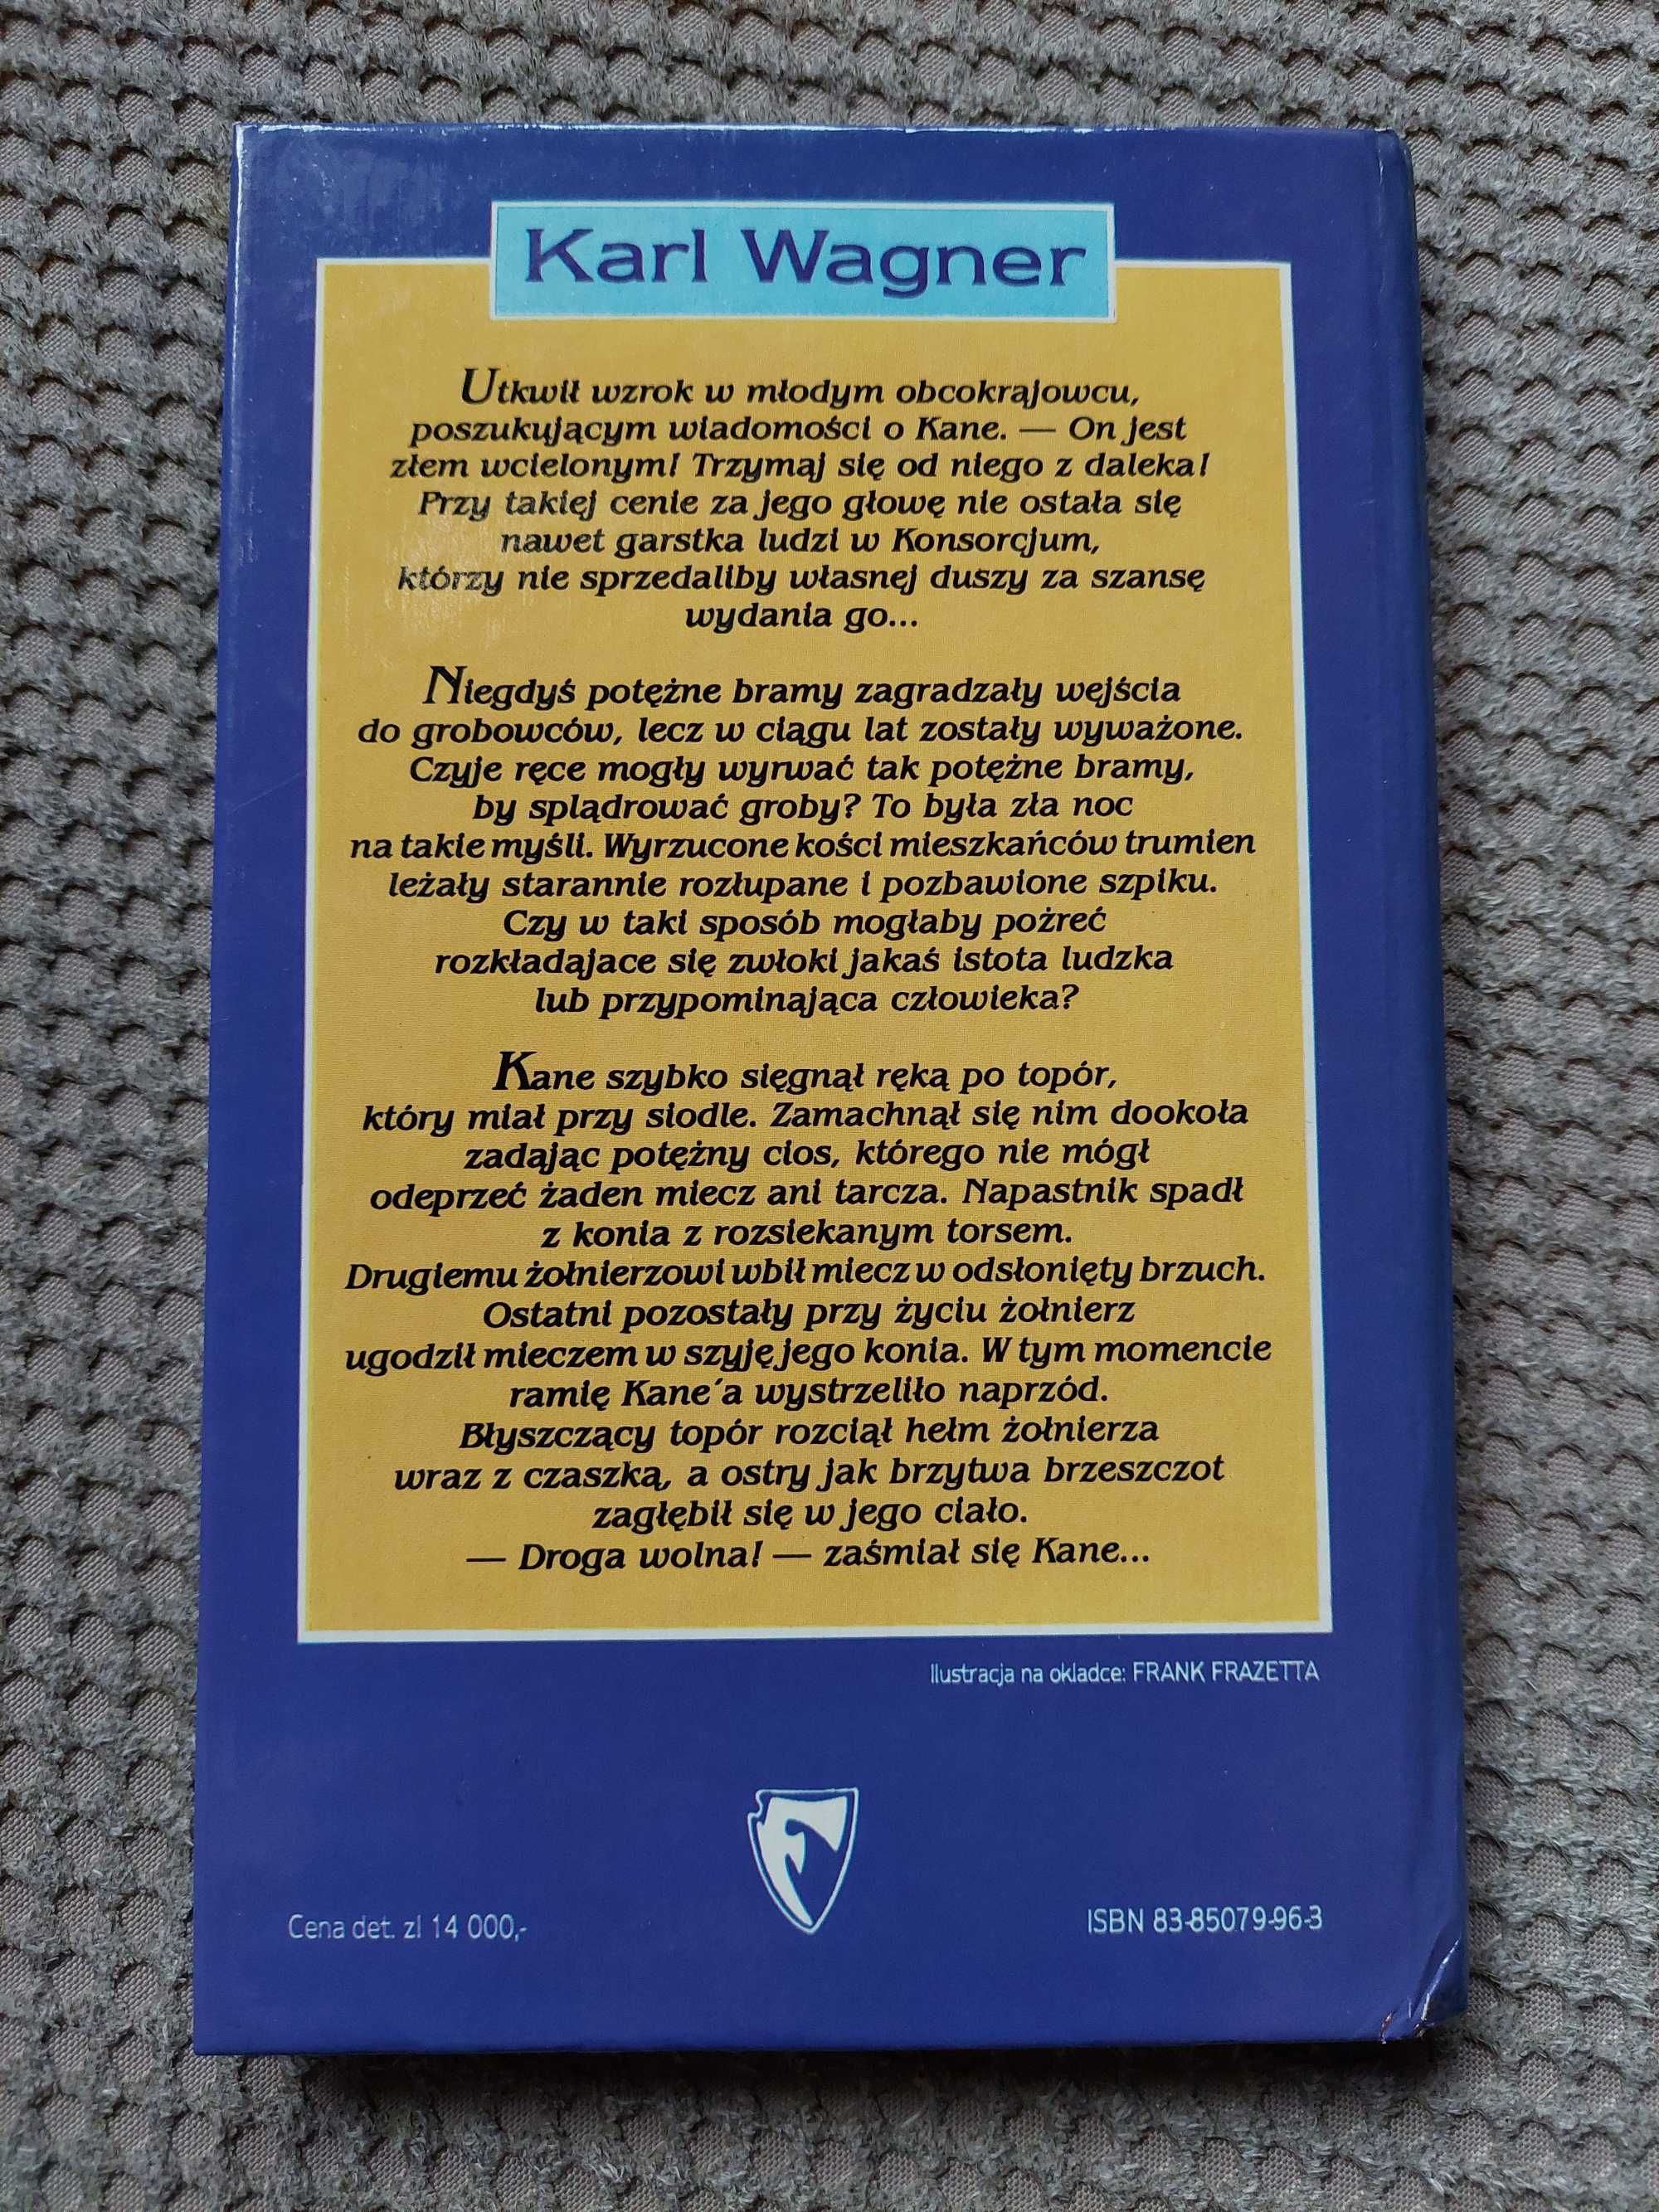 Karl Wagner
Utkwił wzrok w młodym obcokrajowcu,
poszukującym wiadomości o Kane. — On jest
złem wcielonym! Trzymaj się od niego z daleka!
Przy takiej cenie za jego głowę nie ostała się
nawet garstka ludzi w Konsorcjum,
którzy nie sprzedaliby własnej duszy za szansę
wydania go...
Niegdyś potężne bramy zagradzały wejścia
do grobowców, lecz w ciągu lat zostały wyważone.
Czyje ręce mogły wyrwać tak potężne bramy,
by splądrować groby? To była zła noc
na takie myśli. Wyrzucone kości mieszkańców trumien
leżały starannie rozłupane i pozbawione szpiku.
Czy w taki sposób mogłaby pożreć
rozkładajace się zwłoki jakaś istota ludzka
lub przypominająca człowieka?
Kane szybko sięgnął ręką po topór,
który miał przy siodle. Zamachnął się nim dookoła
zadając potężny cios, którego nie mógł
odeprzeć żaden miecz ani tarcza. Napastnik spadł
z konia z rozsiekanym torsem.
Drugiemu żołnierzowi wbił miecz w odsłonięty brzuch.
Ostatni pozostały przy życiu żołnierz
ugodził mieczem w szyję jego konia. W tym momencie
ramię Kane´a wystrzeliło naprzód.
Błyszczący topór rozciął hełm żołnierza
wraz z czaszką, a ostry jak brzytwa brzeszczot
zagłębił się w jego ciało.
— Droga wolna! — zaśmiał się Kane...
Ilustracja na okladce: FRANK FRAZETTA
Cena det. zl 14 000,-
ISBN 83-85079-96-3